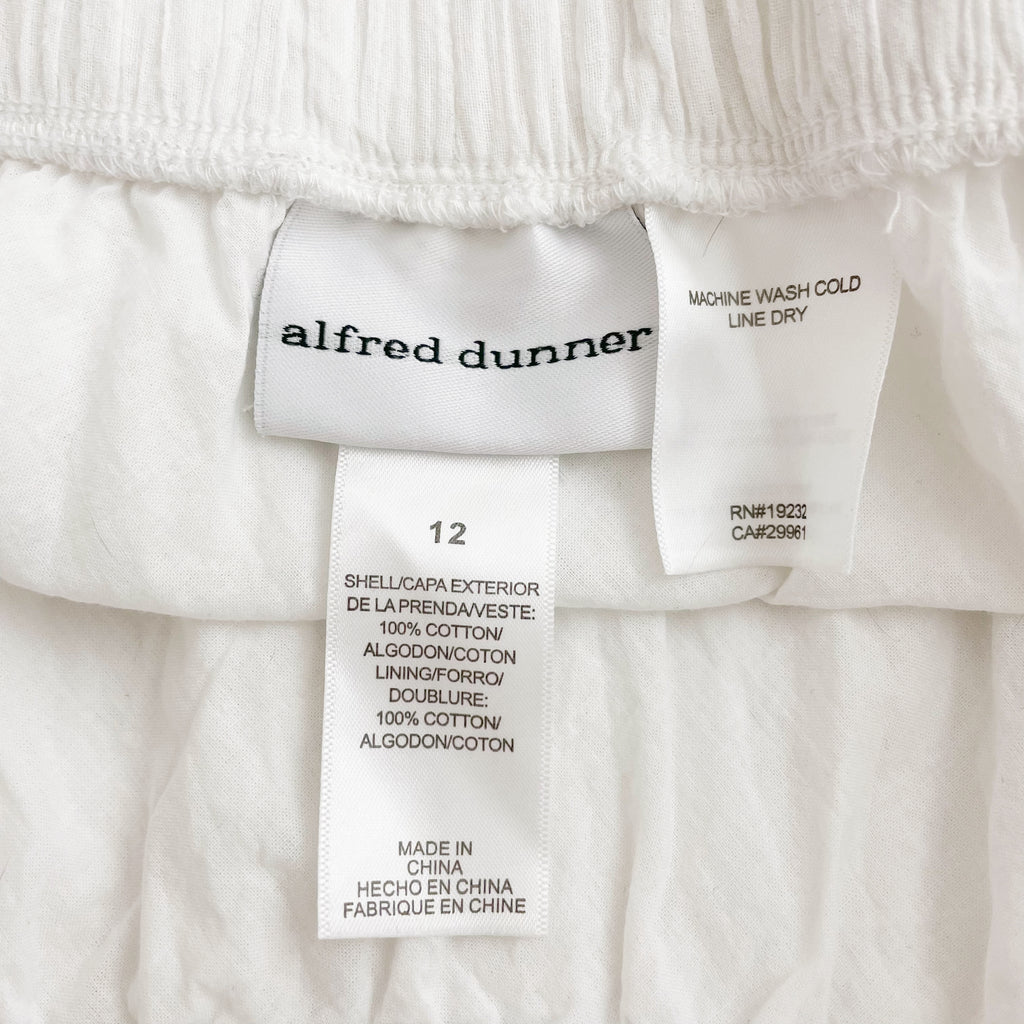 alfred dunner
MACHINE WASH COLD
LINE DRY
RN#19232
CA#29961
12
SHELL/CAPA EXTERIOR
DE LA PRENDA/VESTE:
100% COTTON/
ALGODON/COTON
LINING/FORRO/
DOUBLURE:
100% COTTON/
ALGODON/COTON
MADE IN
CHINA
HECHO EN CHINA
FABRIQUE EN CHINE